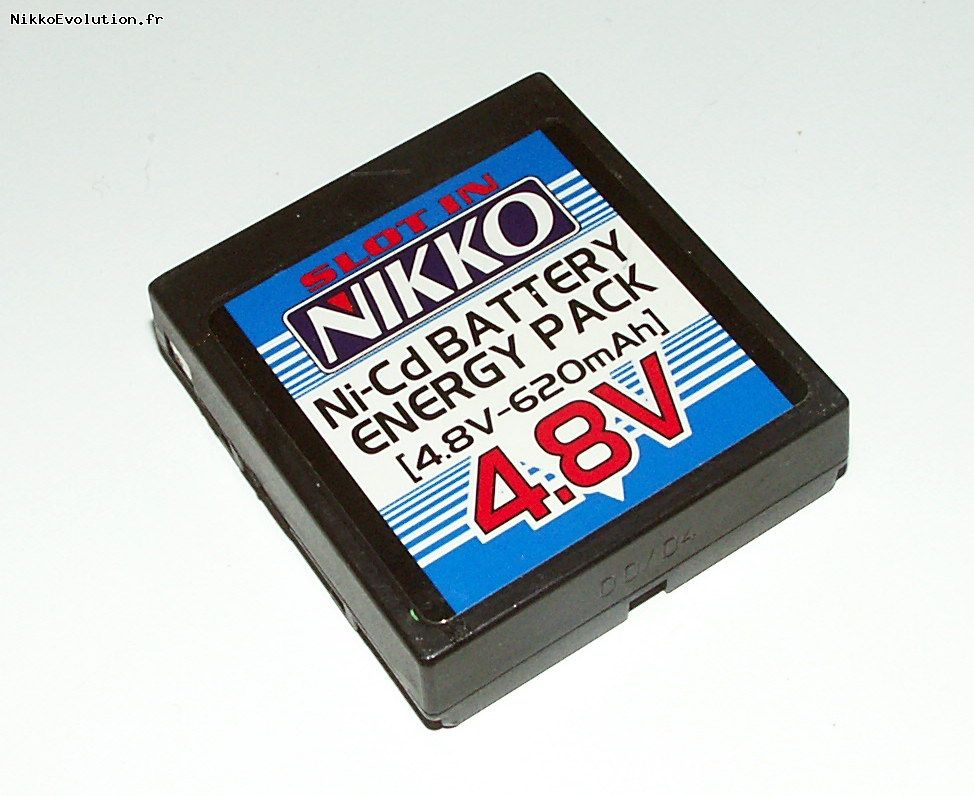 NikkoEvolution.fr
SLOT IN
NIKKO
Ni-Cd BATTERY
ENERGY PACK
[4.8V-620mAh]
4.8V